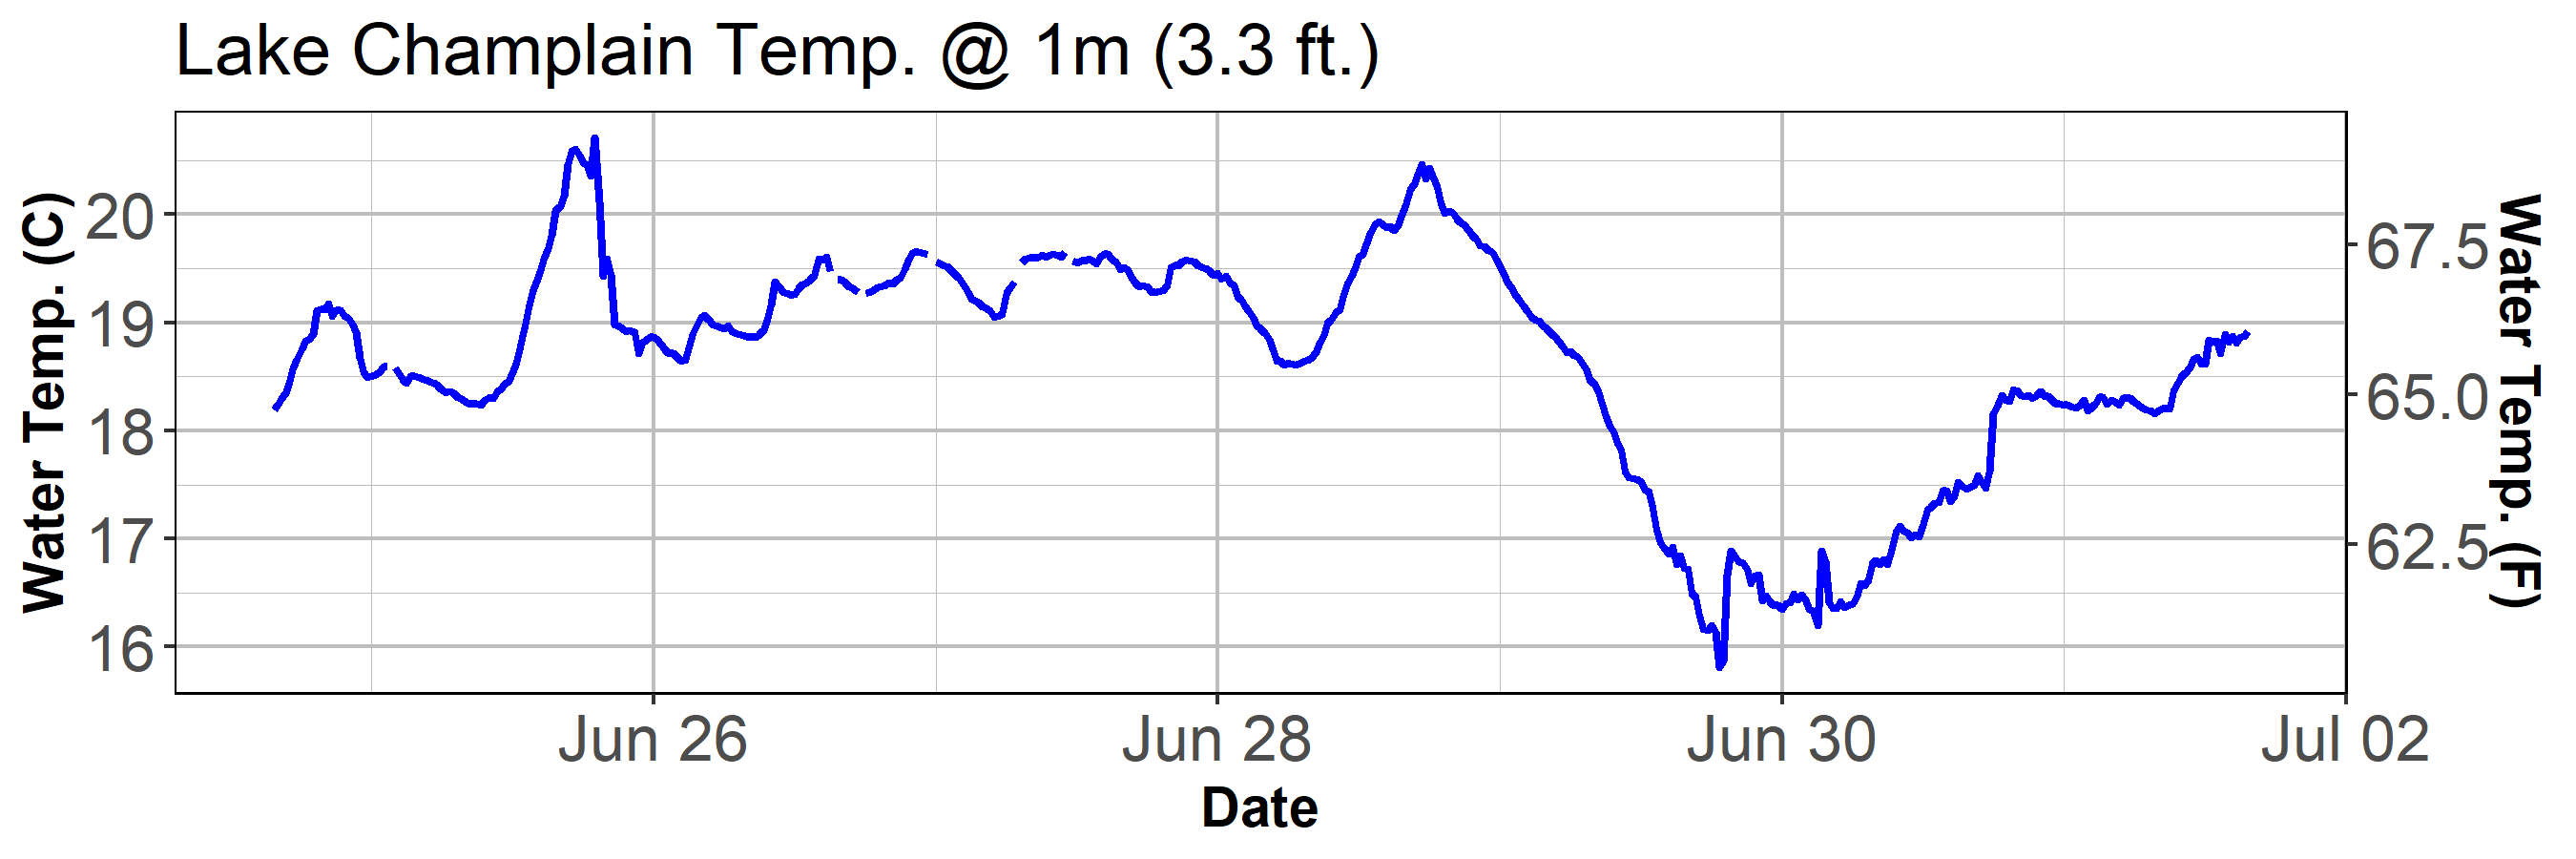 Lake Champlain Temp. @ 1m (3.3 ft.)
Water Temp. (C)
20
19
18
17
16
67.5
65.0
62.5
Water Temp. (F)
Jun 26
Jun 28
Jun 30
Jul 02
Date